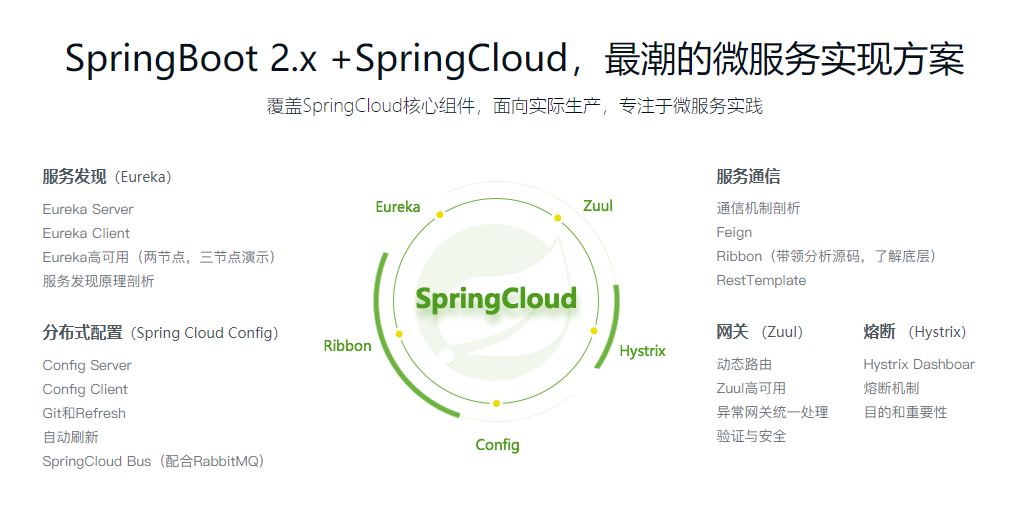 SpringBoot 2.x +SpringCloud，最潮的微服务实现方案
覆盖SpringCloud核心组件，面向实际生产，专注于微服务实践
服务发现（Eureka）
Eureka Server
Eureka Client
Eureka高可用（两节点，三节点演示）
服务发现原理剖析
分布式配置（Spring Cloud Config）
Config Server
Config Client
Git和Refresh
自动刷新
SpringCloud Bus（配合RabbitMQ）
Eureka
Zuul
SpringCloud
Ribbon
Hystrix
Config
服务通信
通信机制剖析
Feign
Ribbon（带领分析源码，了解底层）
RestTemplate
网关 （Zuul）
动态路由
Zuul高可用
异常网关统一处理
验证与安全
熔断 （Hystrix）
Hystrix Dashboar
熔断机制
目的和重要性